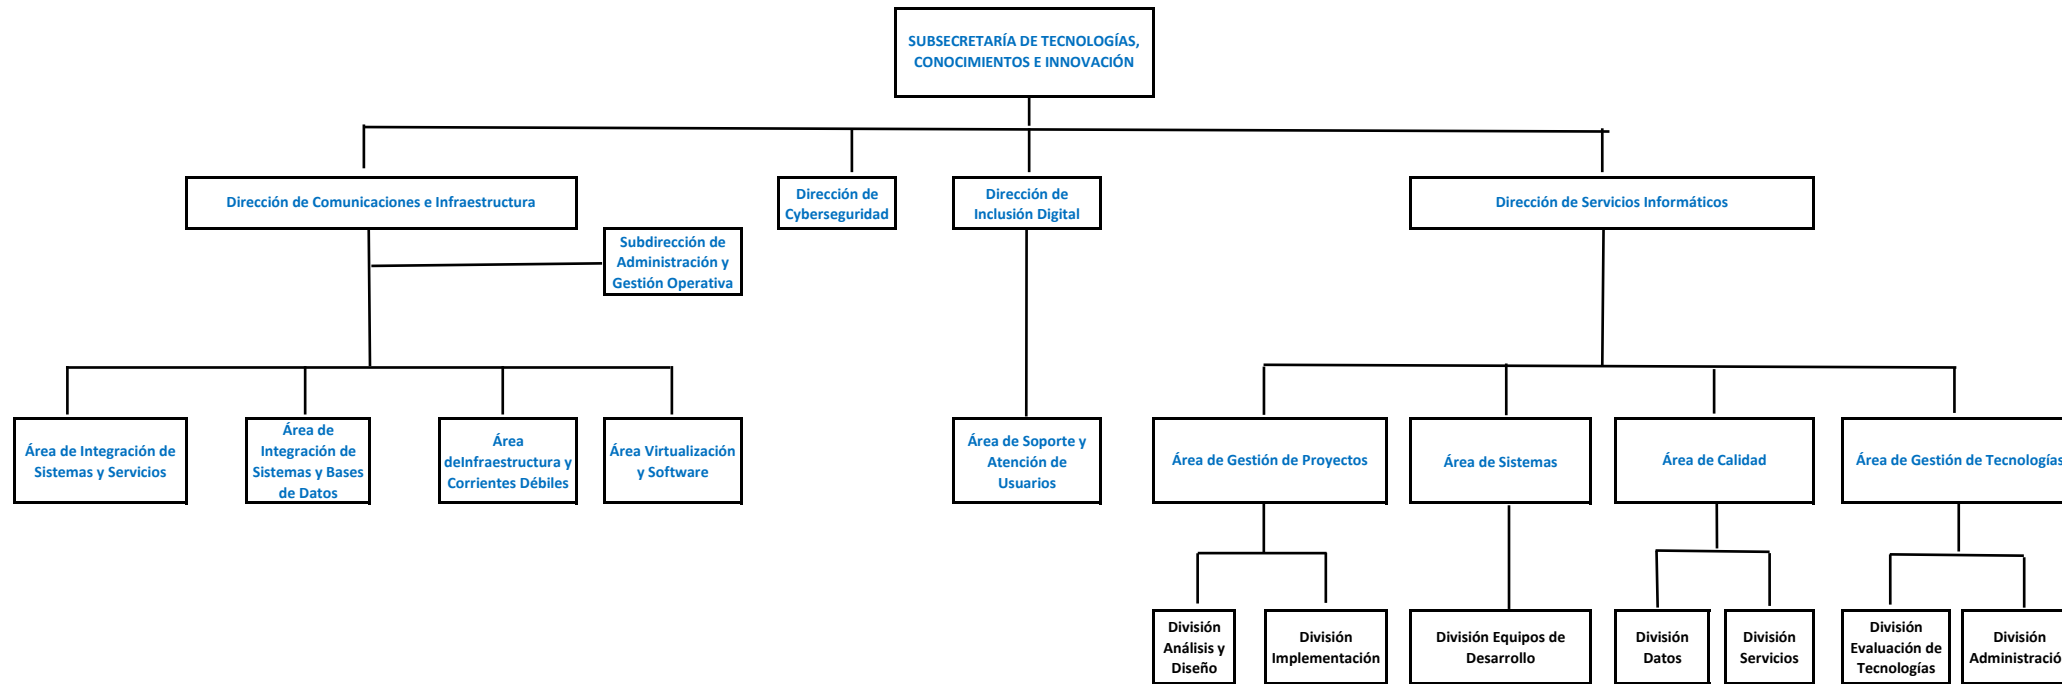 SUBSECRETARÍA DE TECNOLOGÍAS,
CONOCIMIENTOS E INNOVACIÓN
Dirección de Comunicaciones e Infraestructura
Dirección de
Cyberseguridad
Dirección de
Inclusión Digital
Dirección de Servicios Informáticos
Subdirección de
Administración y
Gestión Operativa
Área de Integración de
Sistemas y Servicios
Área de
Integración de
Sistemas y Bases
de Datos
Área
deInfraestructura y
Corrientes Débiles
Área Virtualización
y Software
Área de Soporte y
Atención de
Usuarios
Área de Gestión de Proyectos
Área de Sistemas
Área de Calidad
Área de Gestión de Tecnologías
División
Análisis y
Diseño
División
Implementación
División Equipos de
Desarrollo
División
Datos
División
Servicios
División
Evaluación de
Tecnologías
División
Administració